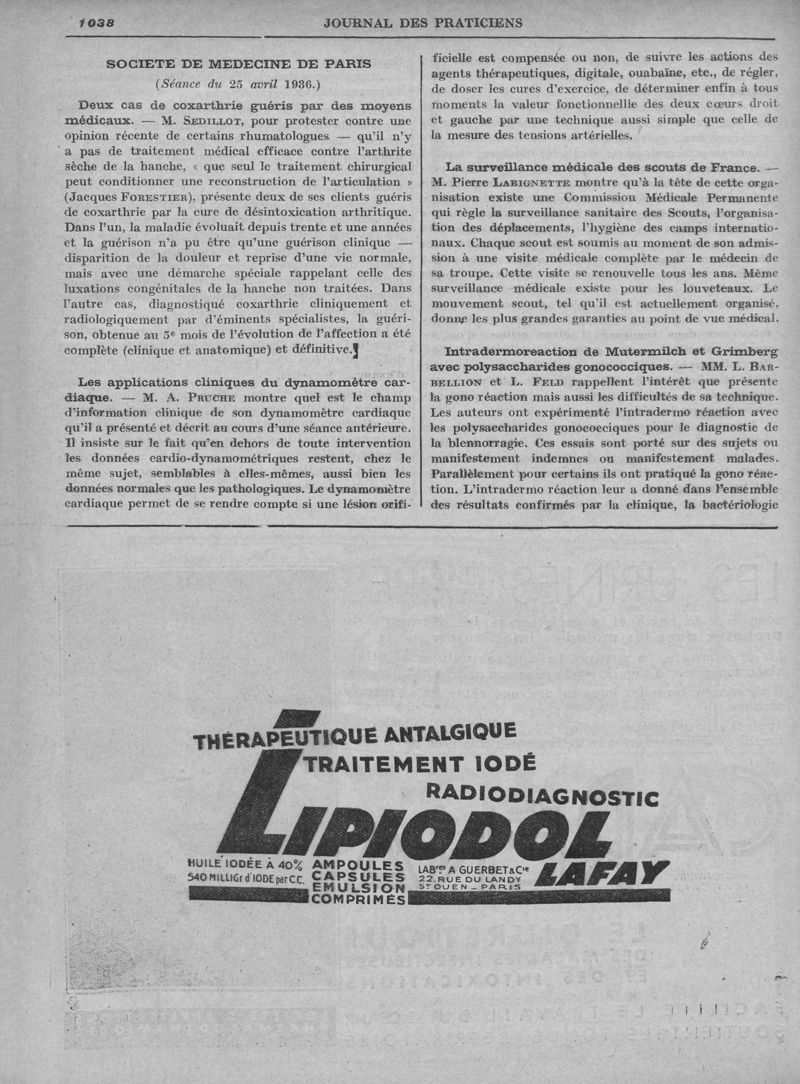 1038
JOURNAL DES PRATICIENS
SOCIETE DE MEDECINE DE PARIS
(Séance du 25 avril 1936.)
Deux cas de coxarthrie guéris par des moyens
médicaux. — M. SEDILLOT, pour protester contre une
opinion récente de certains rhumatologues — qu'il n'y
a pas de traitement médical efficace contre l'arthrite
sèche de la hanche, « que seul le traitement chirurgical
peut conditionner une reconstruction de l'articulation »
(Jacques FORESTIER), présente deux de ses clients guéris
de coxarthrie par la cure de désintoxication arthritique.
Dans l'un, la maladie évoluait depuis trente et une années
et la guérison n'a pu être qu'une guérison clinique —
disparition de la douleur et reprise d'une vie normale,
mais avec une démarche spéciale rappelant celle des
luxations congénitales de la hanche non traitées. Dans
l'autre cas, diagnostiqué coxarthrie cliniquement et
radiologiquement par d'éminents spécialistes, la guéri-
son, obtenue au 5e mois de l'évolution de l'affection a été
complète (clinique et anatomique) et définitive.
Les applications cliniques du dynamomètre car-
diaque. — M. A. PRUCHE montre quel est le champ
d'information clinique de son dynamomètre cardiaque
qu'il a présenté et décrit au cours d'une séance antérieure.
Il insiste sur le fait qu'en dehors de toute intervention
les données cardio-dynamométriques restent, chez le
même sujet, semblables à elles-mêmes, aussi bien les
données normales que les pathologiques. Le dynamomètre
cardiaque permet de se rendre compte si une lésion orifi-
ficielle est compensée ou non, de suivre les actions des
agents thérapeutiques, digitale, ouabaïne, etc., de régler,
de doser les cures d'exercice, de déterminer enfin à tous
moments la valeur fonctionnellle des deux cœurs droit
et gauche par une technique aussi simple que celle de
la mesure des tensions artérielles.
La surveillance médicale des scouts de France. —
M. Pierre LABIGNETTE montre qu'à la tête de cette orga-
nisation existe une Commission Médicale Permanente
qui règle la surveillance sanitaire des Scouts, l'organisa-
tion des déplacements, l'hygiène des camps internatio-
naux. Chaque scout est soumis au moment de son admis-
sion à une visite médicale complète par le médecin de
sa troupe. Cette visite se renouvelle tous les ans. Même
surveillance médicale existe pour les louveteaux. Le
mouvement scout, tel qu'il est actuellement organisé,
donne les plus grandes garanties au point de vue médical.
Intradermoreaction de Mutermilch et Grimberg
avec polysaccharides gonococciques. — MM. L. BAR-
BELLION et L. FELD rappellent l'intérêt que présente
la gono réaction mais aussi les difficultés de sa technique.
Les auteurs ont expérimenté l'intradermo réaction avec
les polysaccharides gonococciques pour le diagnostic de
la blennorragie. Ces essais sont porté sur des sujets ou
manifestement indemnes ou manifestement malades.
Parallèlement pour certains ils ont pratiqué la gono réac-
tion. L'intradermo réaction leur a donné dans l'ensemble
des résultats confirmés par la clinique, la bactériologie
THÉRAPEUTIQUE ANTALGIQUE
TRAITEMENT IODÉ
RADIODIAGNOSTIC
LIPIODOL
LAFAY
HUILE IODÉE À 40%
540 MILLIGr d'IODE par C.C.
AMPOULES
CAPSULES
EMULSION
COMPRIMÉS
LABres A GUERBET & Cie
22. RUE DU LANDY
St OUEN _ PARIS